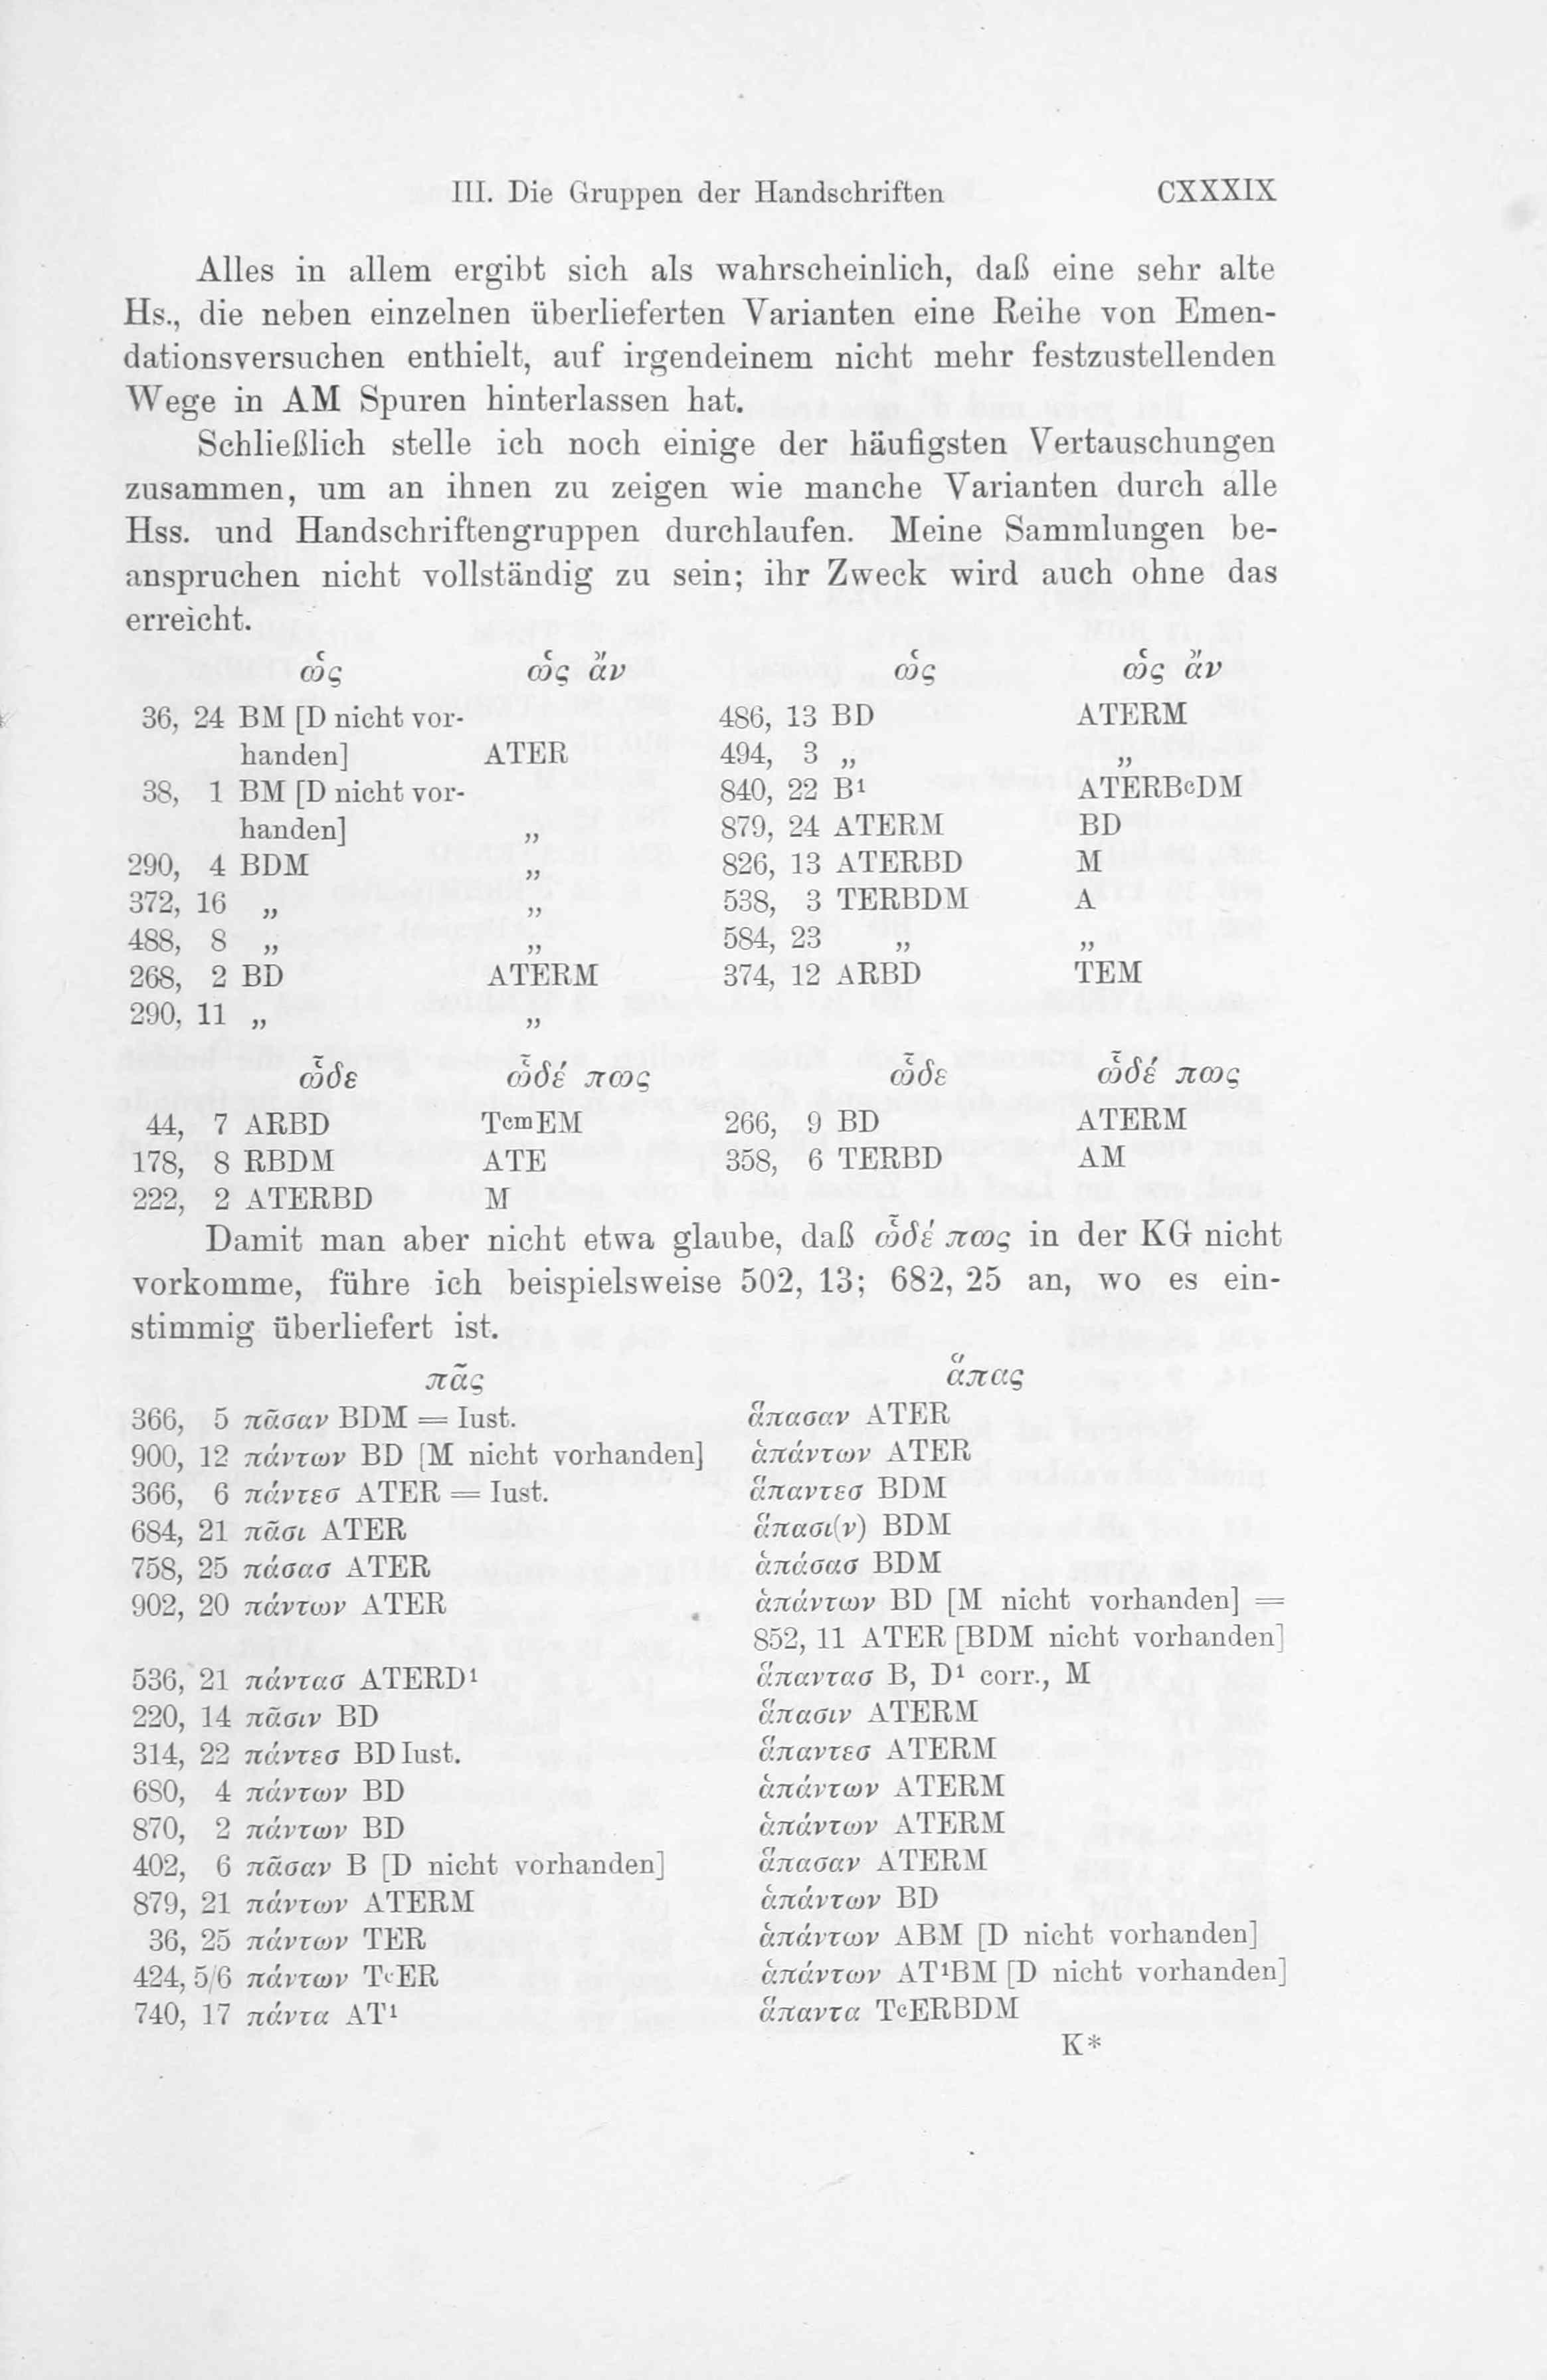 III. Die Gruppen der Handschriften CXXXIX
Alles in allem ergibt sich als wahrscheinlich, daß eine sehr alte
Hs., die neben einzelnen überlieferten Varianten eine Reihe von Emen-
dationsversuchen enthielt, auf irgendeinem nicht mehr festzustellenden
Wege in AM Spuren hinterlassen hat.
Schließlich stelle ich noch einige der häufigsten Vertauschungen
zusammen, um an ihnen zu zeigen wie manche Varianten durch alle
Hss. und Handschriftengruppen durchlaufen. Meine Sammlungen be-
anspruchen nicht vollständig zu sein; ihr Zweck wird auch ohne das
erreicht.
ὡς ὡς ἄν ὡς ὡς ἄν
36, 24 BM [D nicht vor- 486, 13 BD ATERM
handen] ATER 494, 3 „ „
38, 1 BM [D nicht vor- 840, 22 B¹ ATERBᶜDM
handen] „ 879, 24 ATERM BD
290, 4 BDM „ 826, 13 ATERBD M
372, 16 „ „ 538, 3 TERBDM A
488, 8 „ „ 584, 23 „ „
268, 2 BD ATERM 374, 12 ARBD TEM
290, 11 „ „
ὧδε ὧδέ πως ὧδε ὧδέ πως
44, 7 ARBD TᶜᵐEM 266, 9 BD ATERM
178, 8 RBDM ATE 358, 6 TERBD AM
222, 2 ATERBD M
Damit man aber nicht etwa glaube, daß ὧδέ πως in der KG nicht
vorkomme, führe ich beispielsweise 502, 13; 682, 25 an, wo es ein-
stimmig überliefert ist.
πᾶς ἅπας
366, 5 πᾶσαν BDM = Iust. ἅπασαν ATER
900, 12 πάντων BD [M nicht vorhanden] ἁπάντων ATER
366, 6 πάντεσ ATER = Iust. ἅπαντεσ BDM
684, 21 πᾶσι ATER ἅπασι(ν) BDM
758, 25 πάσασ ATER ἁπάσασ BDM
902, 20 πάντων ATER ἁπάντων BD [M nicht vorhanden] =
852, 11 ATER [BDM nicht vorhanden]
536, 21 πάντασ ATERD¹ ἅπαντασ B, D¹ corr., M
220, 14 πᾶσιν BD ἅπασιν ATERM
314, 22 πάντεσ BD Iust. ἅπαντεσ ATERM
680, 4 πάντων BD ἁπάντων ATERM
870, 2 πάντων BD ἁπάντων ATERM
402, 6 πᾶσαν B [D nicht vorhanden] ἅπασαν ATERM
879, 21 πάντων ATERM ἁπάντων BD
36, 25 πάντων TER ἁπάντων ABM [D nicht vorhanden]
424, 5/6 πάντων TᶜER ἁπάντων AT¹BM [D nicht vorhanden]
740, 17 πάντα AT¹ ἅπαντα TᶜERBDM
K*